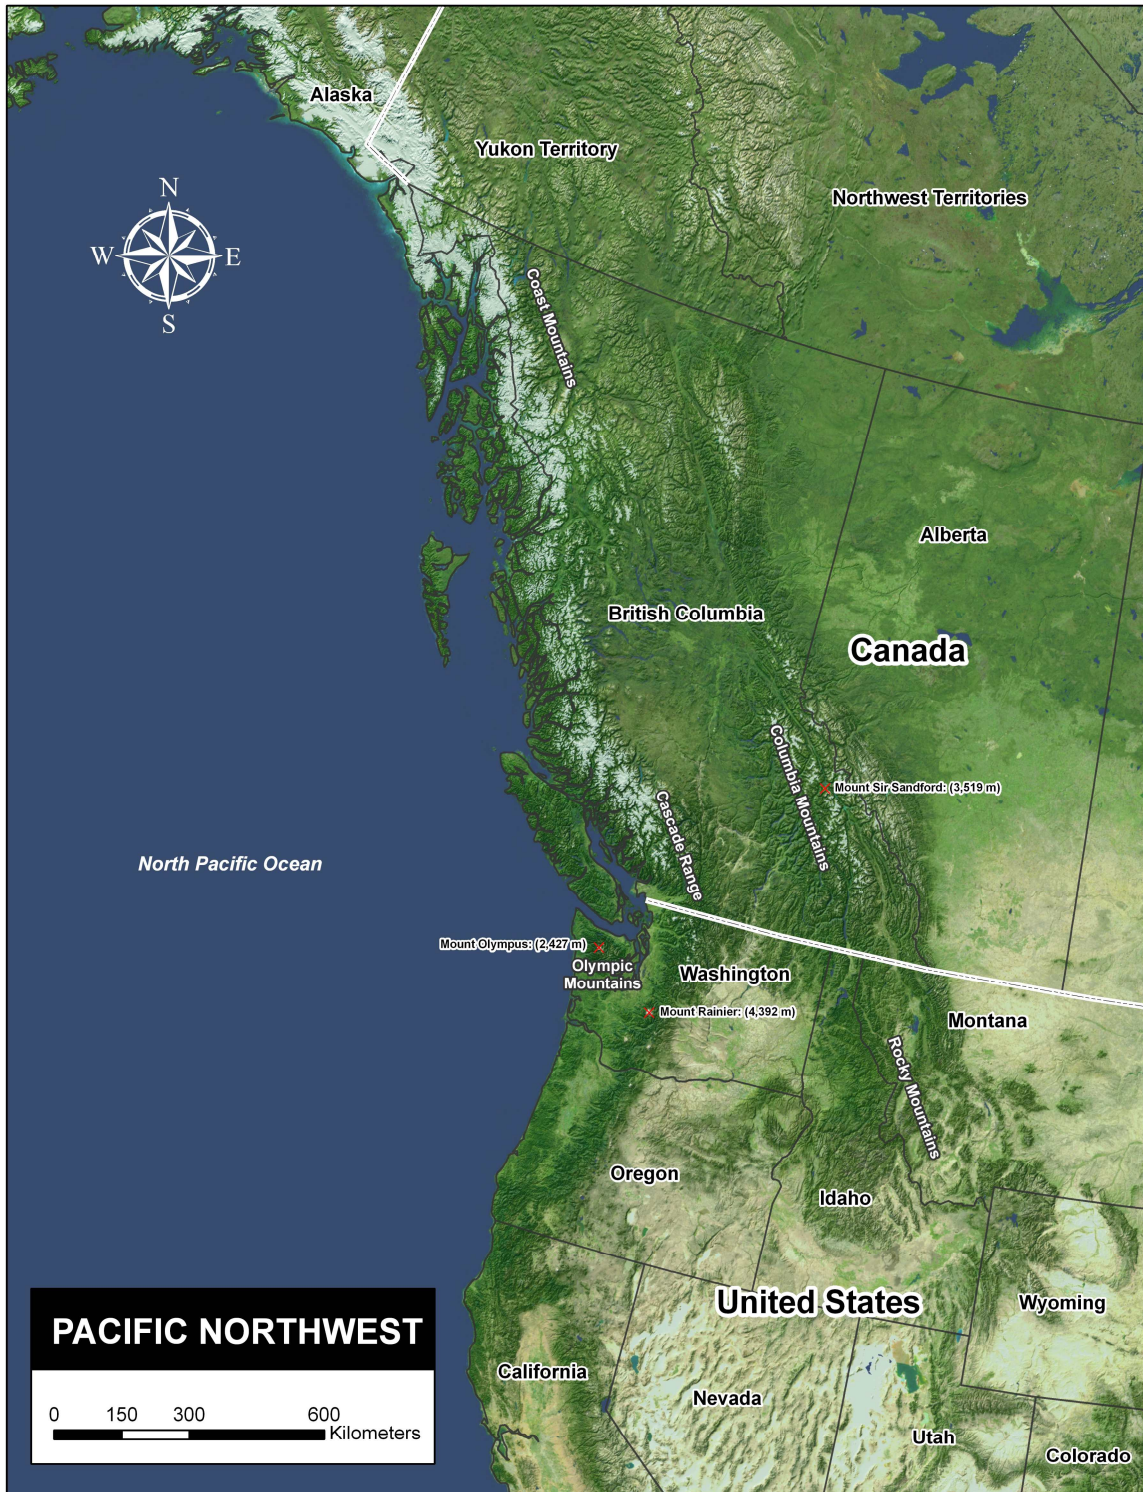 Alaska
Yukon Territory
Northwest Territories
N
W
E
S
Coast Mountains
Alberta
British Columbia
Canada
Columbia Mountains
Mount Sir Sandford: (3,519 m)
Cascade Range
North Pacific Ocean
Mount Olympus: (2,427 m)
Olympic
Mountains
Washington
Mount Rainier: (4,392 m)
Montana
Rocky Mountains
Oregon
Idaho
United States
Wyoming
PACIFIC NORTHWEST
California
Nevada
0 150 300 600
Kilometers
Utah
Colorado